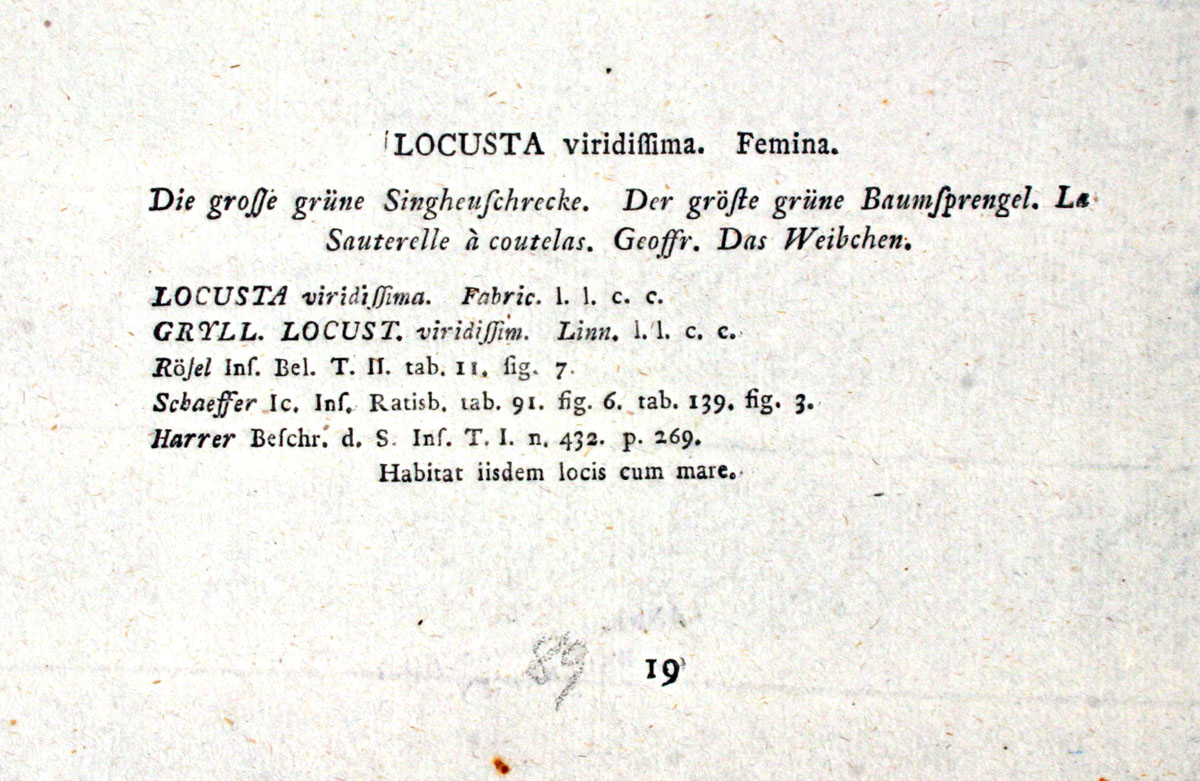 LOCUSTA viridiſſima. Femina.
Die groſſe grüne Singheuſchrecke. Der gröſte grüne Baumſprengel. La
Sauterelle à coutelas. Geoffr. Das Weibchen.
LOCUSTA viridiſſima. Fabric. l. l. c. c.
GRYLL. LOCUST. viridiſſim. Linn. l. l. c. c.
Röſel Inſ. Bel. T. II. tab. 11. fig. 7.
Schaeffer Ic. Inſ. Ratisb. tab. 91. fig. 6. tab. 139. fig. 3.
Harrer Beſchr. d. S. Inſ. T. I. n. 432. p. 269.
Habitat iisdem locis cum mare.
89 19